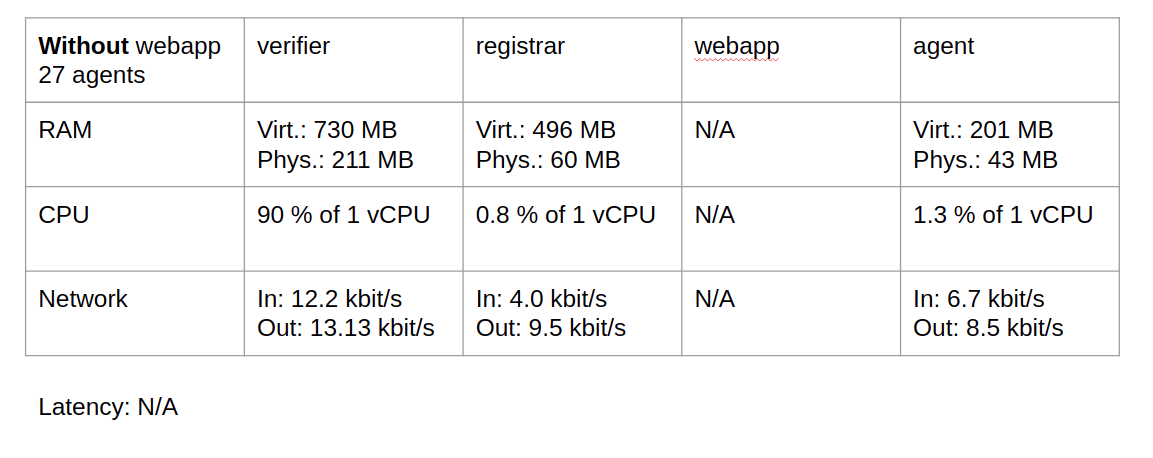 Without webapp
27 agents
verifier
registrar
webapp
agent
RAM
Virt.: 730 MB
Phys.: 211 MB
Virt.: 496 MB
Phys.: 60 MB
N/A
Virt.: 201 MB
Phys.: 43 MB
CPU
90 % of 1 vCPU
0.8 % of 1 vCPU
N/A
1.3 % of 1 vCPU
Network
In: 12.2 kbit/s
Out: 13.13 kbit/s
In: 4.0 kbit/s
Out: 9.5 kbit/s
N/A
In: 6.7 kbit/s
Out: 8.5 kbit/s
Latency: N/A